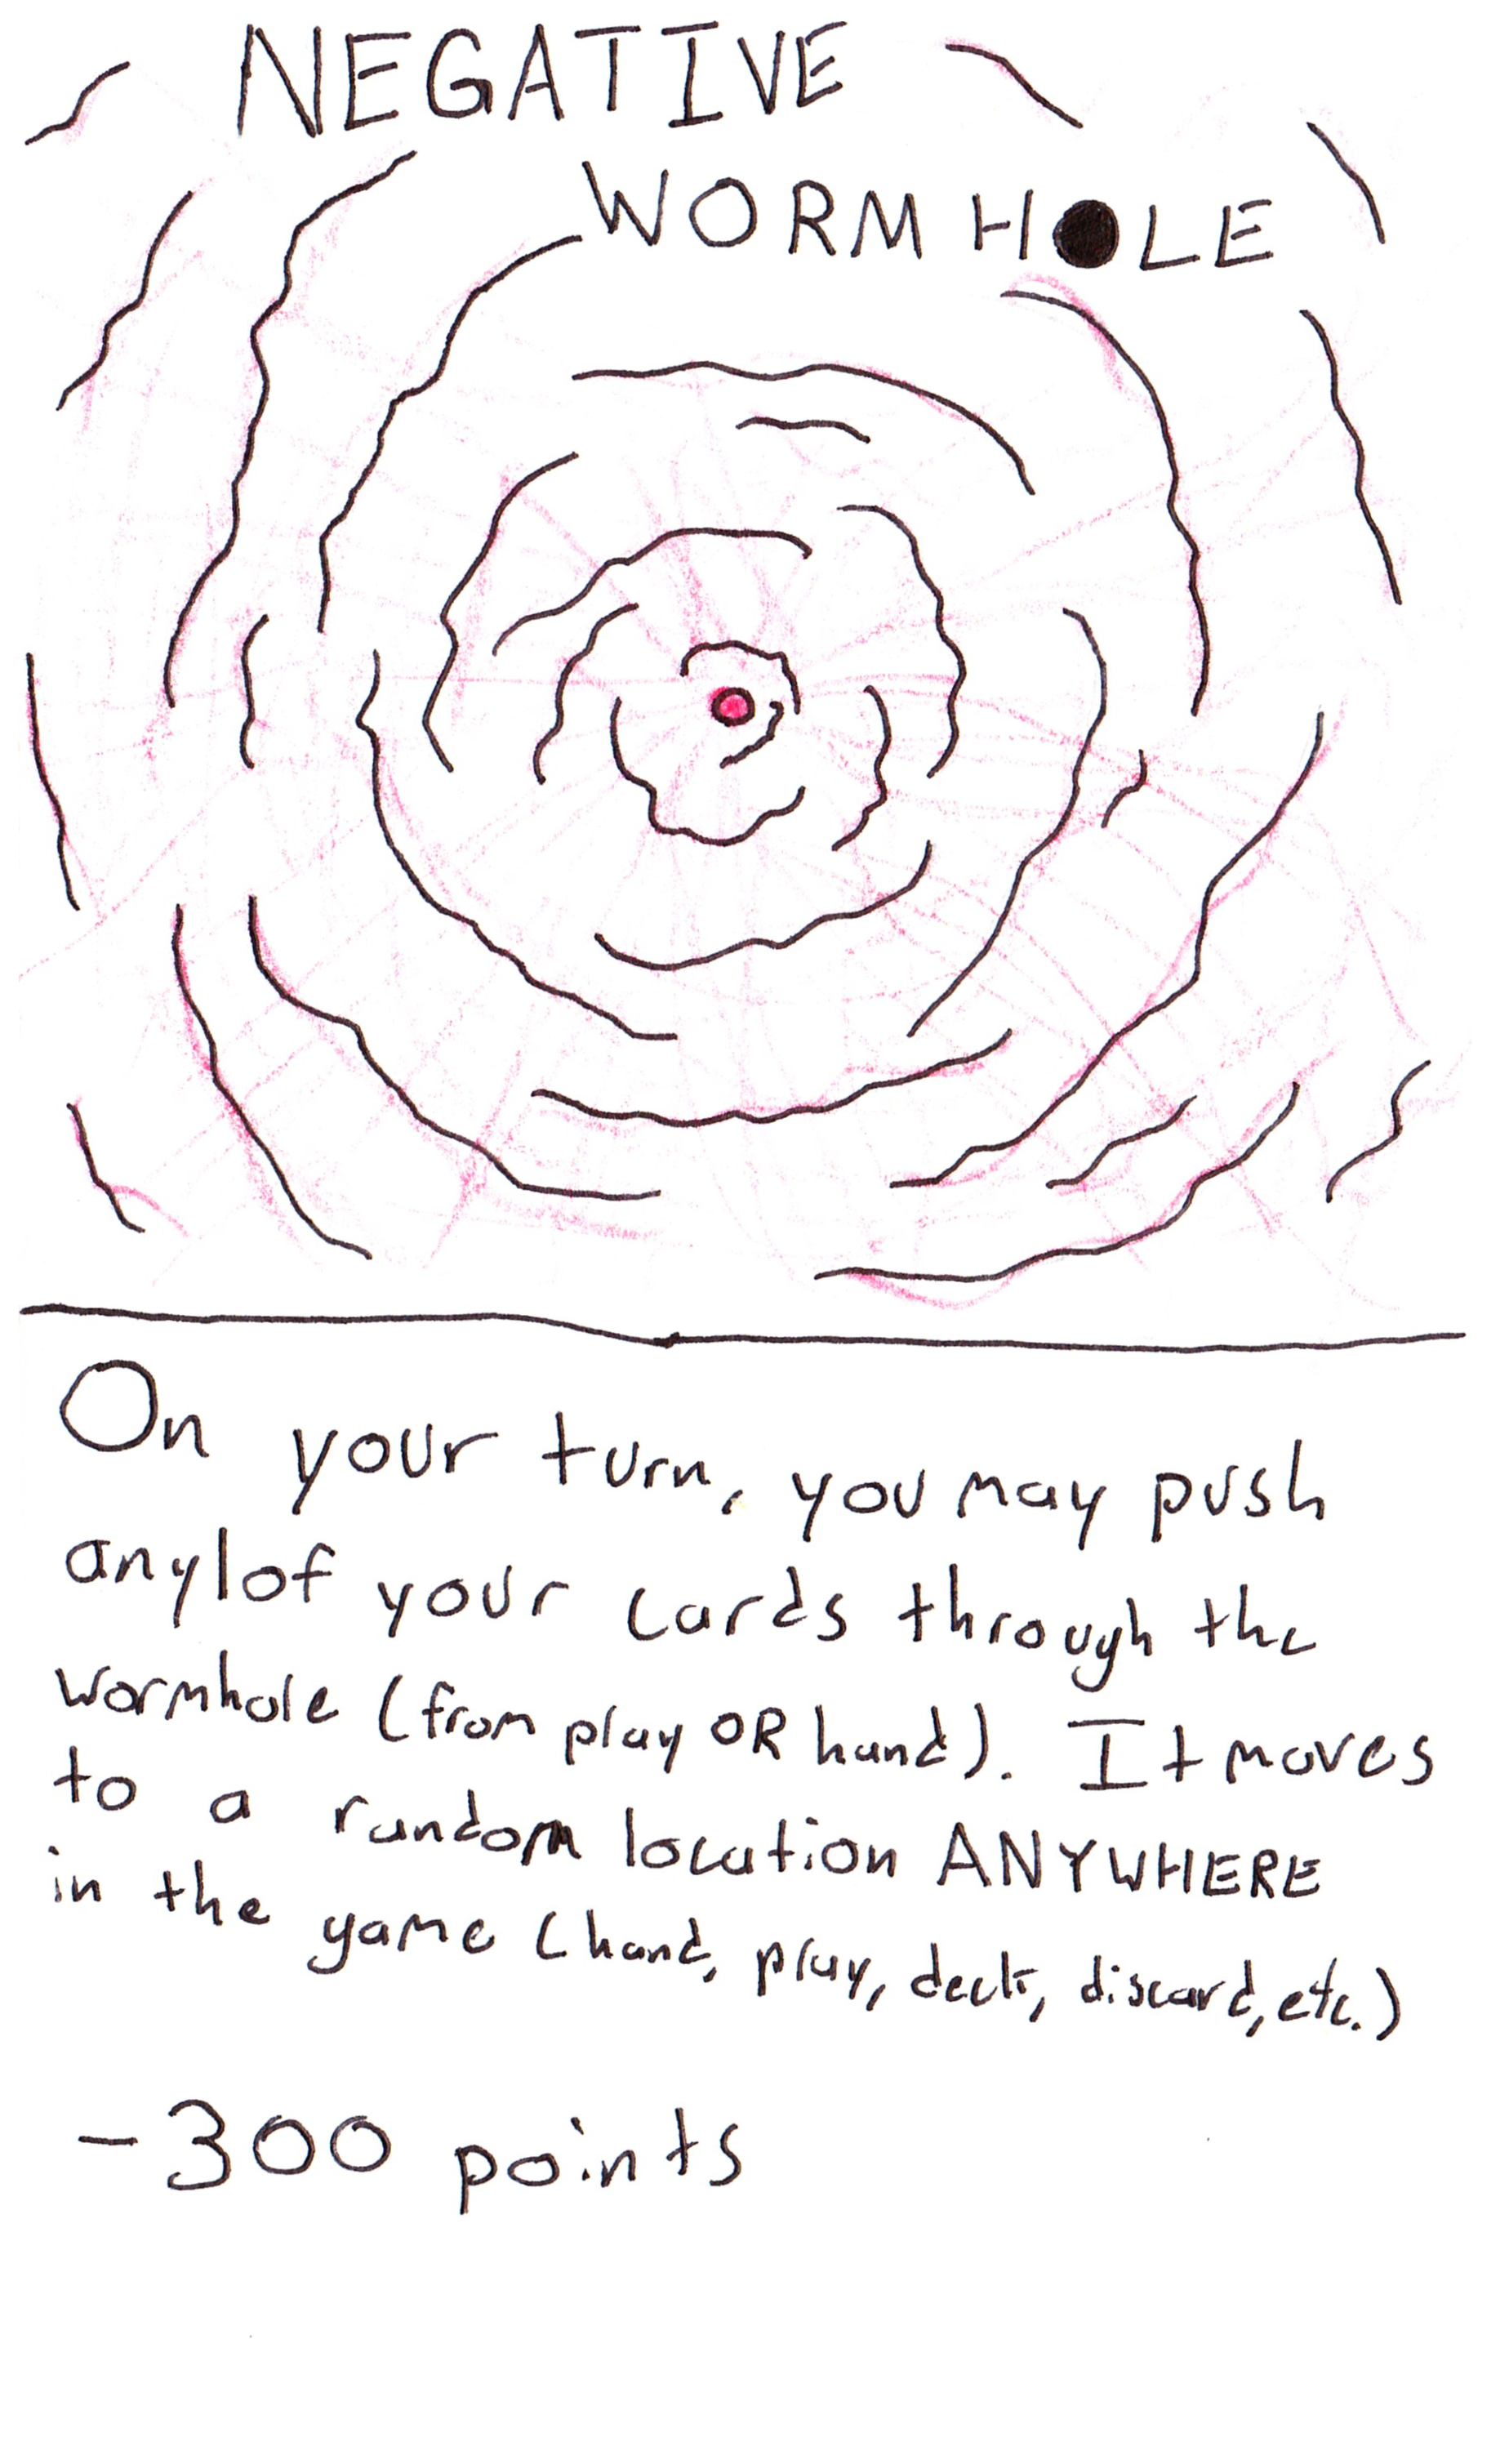 NEGATIVE
WORMHOLE
On your turn, you may push
any 1 of your cards through the
wormhole (from play OR hand). It moves
to a random location ANYWHERE
in the game (hand, play, deck, discard, etc.)
-300 points